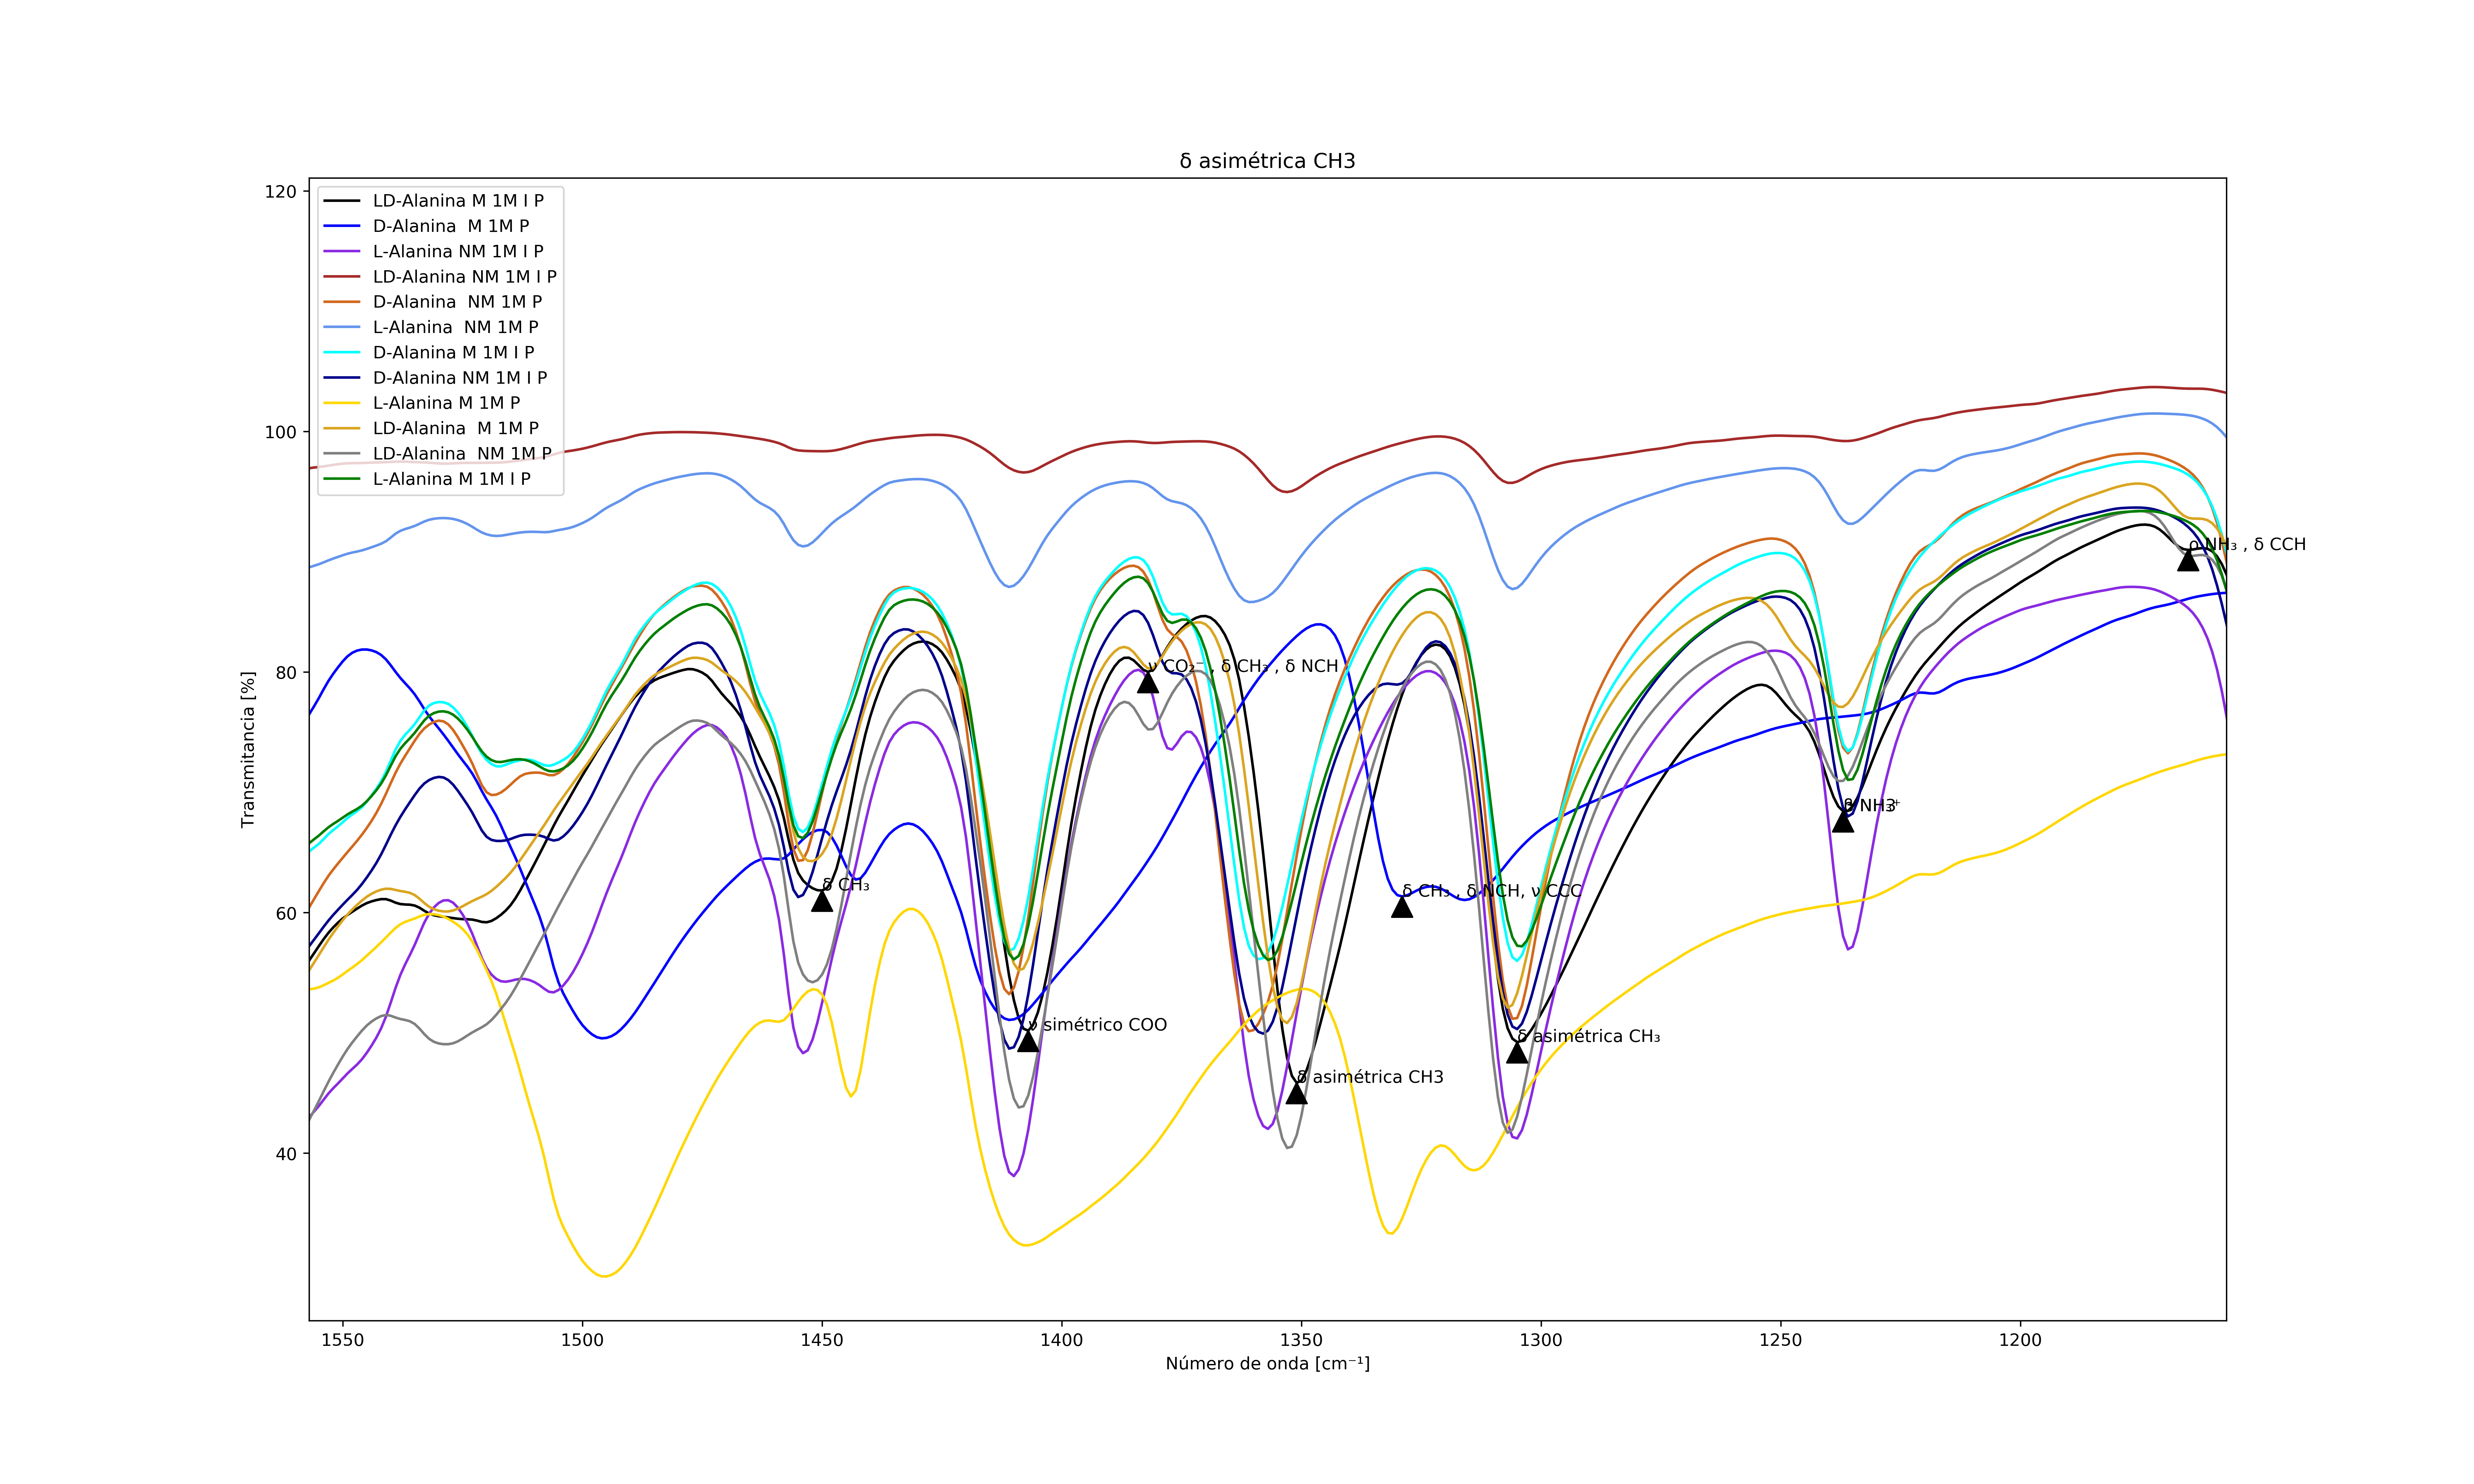 δ asimétrica CH3
120
100
80
60
40
Transmitancia [%]
LD-Alanina M 1M I P
D-Alanina  M 1M P
L-Alanina NM 1M I P
LD-Alanina NM 1M I P
D-Alanina  NM 1M P
L-Alanina  NM 1M P
D-Alanina M 1M I P
D-Alanina NM 1M I P
L-Alanina M 1M P
LD-Alanina  M 1M P
LD-Alanina  NM 1M P
L-Alanina M 1M I P
ρ NH₃ , δ CCH
ν CO₂⁻ , δ CH₃ , δ NCH
NH3
δ CH₃
δ CH₃ , δ NCH, ν CCC
ν simétrico COO
δ asimétrica CH₃
δ asimétrica CH3
1550
1500
1450
1400
1350
1300
1250
1200
Número de onda [cm⁻¹]